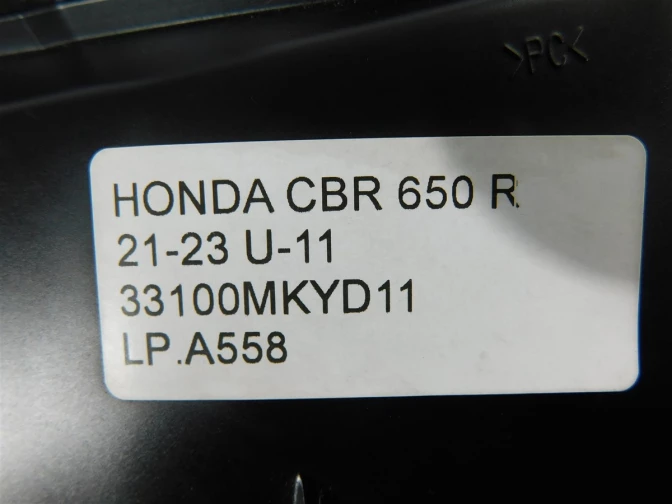 >PC<
HONDA CBR 650 R
21-23 U-11
33100MKYD11
LP.A558